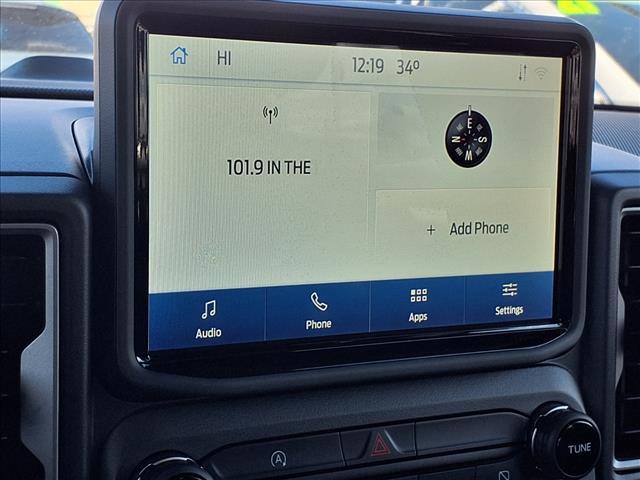 HI 12:19 34°
101.9 IN THE
N E S W
+ Add Phone
Audio Phone Apps Settings
A
TUNE